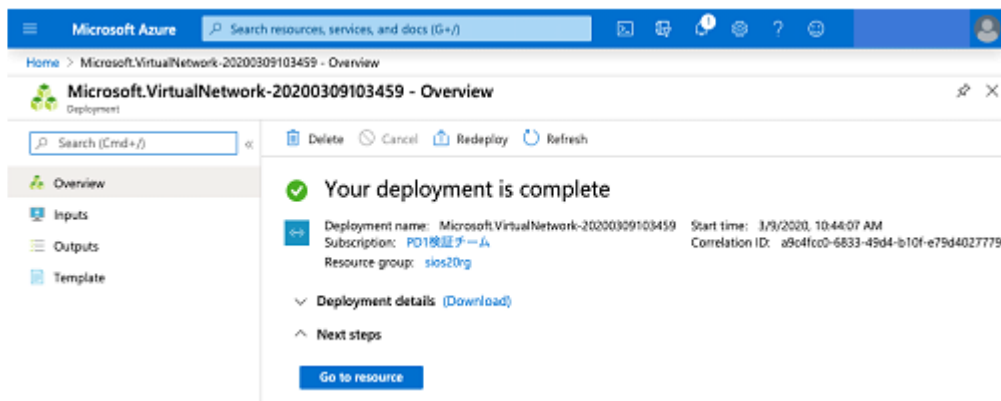 Microsoft Azure
Search resources, services, and docs (G+/)
1
Home > Microsoft.VirtualNetwork-20200309103459 - Overview
Microsoft.VirtualNetwork-20200309103459 - Overview
Deployment
Search (Cmd+/)
«
Delete
Cancel
Redeploy
Refresh
Overview
Inputs
Outputs
Template
Your deployment is complete
Deployment name: Microsoft.VirtualNetwork-20200309103459
Subscription: PD1検証チーム
Resource group: sios20rg
Start time: 3/9/2020, 10:44:07 AM
Correlation ID: a9c4fcc0-6833-49d4-b10f-e79d4027779
Deployment details (Download)
Next steps
Go to resource